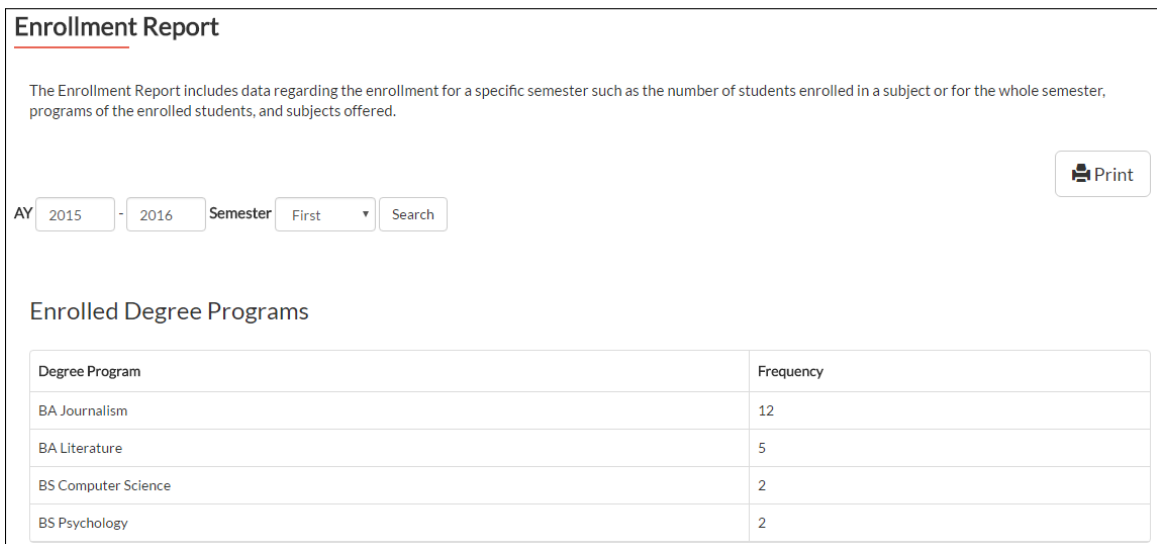 Enrollment Report
The Enrollment Report includes data regarding the enrollment for a specific semester such as the number of students enrolled in a subject or for the whole semester,
programs of the enrolled students, and subjects offered.
Print
AY 2015 - 2016 Semester First Search
Enrolled Degree Programs
Degree Program Frequency
BA Journalism 12
BA Literature 5
BS Computer Science 2
BS Psychology 2